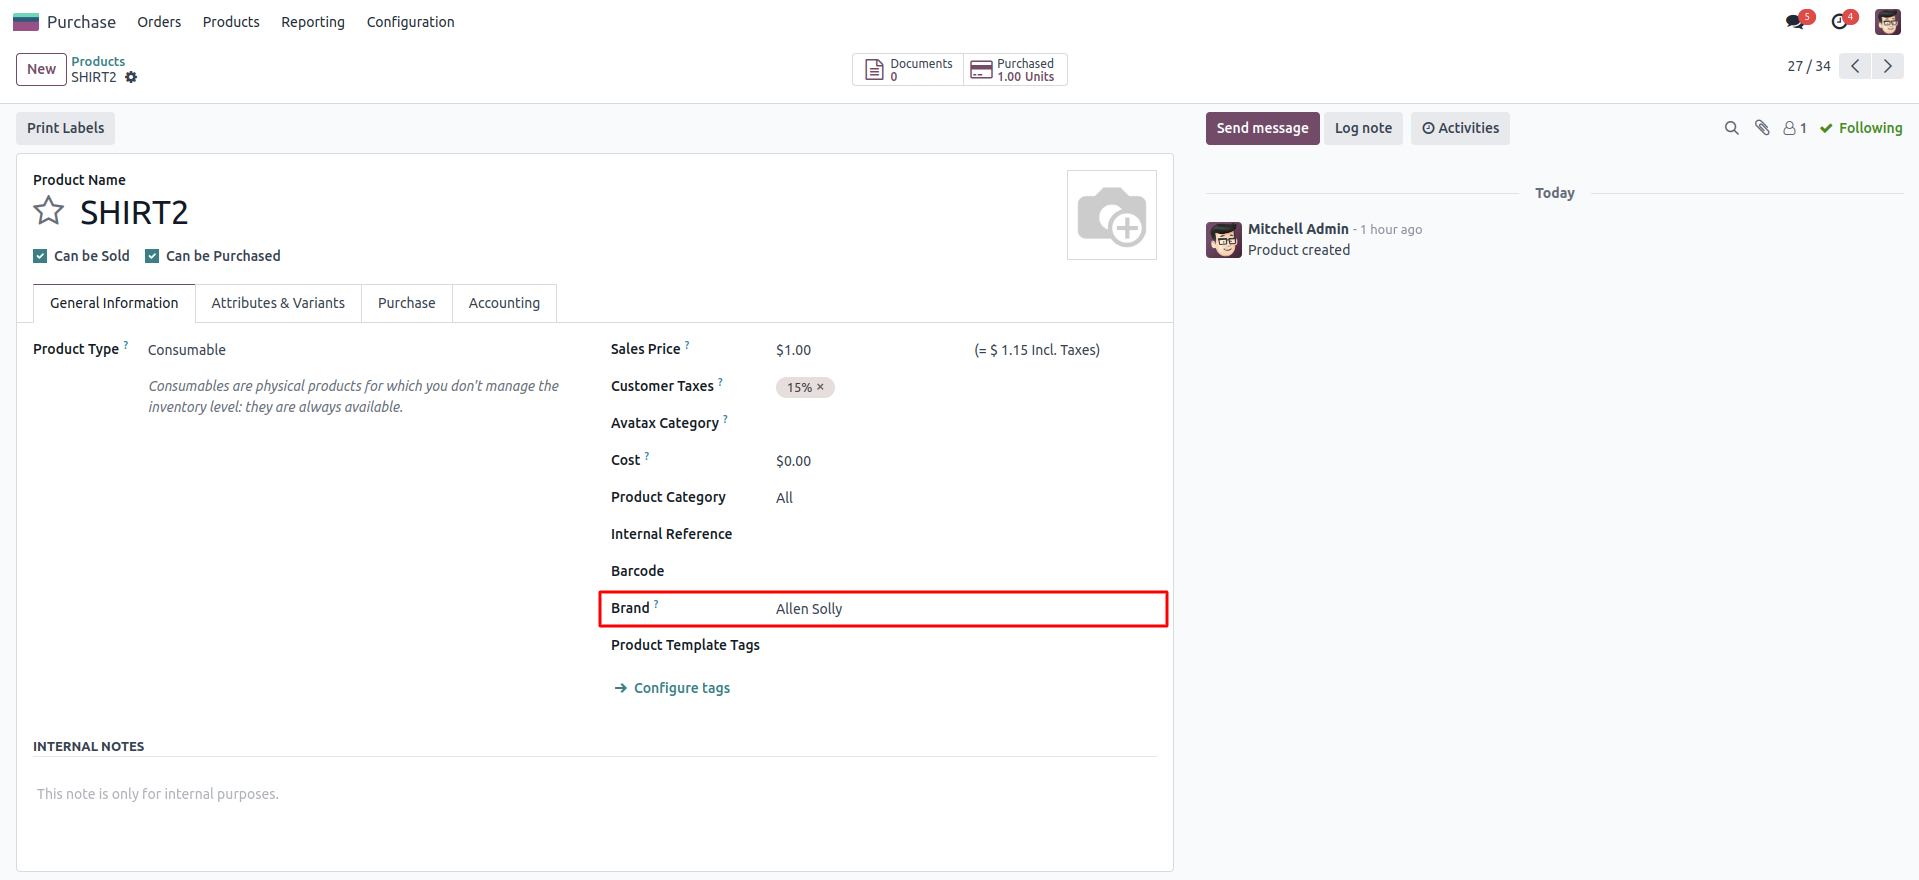 Purchase Orders Products Reporting Configuration 5 4
New Products SHIRT2 Documents 0 Purchased 1.00 Units 27 / 34
Print Labels Send message Log note Activities 1 Following
Product Name
SHIRT2
Today
Mitchell Admin - 1 hour ago
Product created
Can be Sold Can be Purchased
General Information Attributes & Variants Purchase Accounting
Product Type ? Consumable
Consumables are physical products for which you don't manage the
inventory level: they are always available.
Sales Price ? $1.00 (= $ 1.15 Incl. Taxes)
Customer Taxes ? 15% ×
Avatax Category ?
Cost ? $0.00
Product Category All
Internal Reference
Barcode
Brand ? Allen Solly
Product Template Tags
→ Configure tags
INTERNAL NOTES
This note is only for internal purposes.